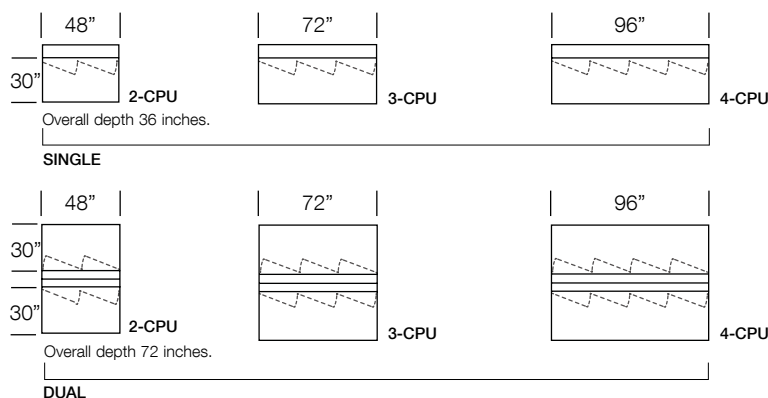 48” 72” 96”
30”
2-CPU 3-CPU 4-CPU
Overall depth 36 inches.
SINGLE
48” 72” 96”
30”
30”
2-CPU 3-CPU 4-CPU
Overall depth 72 inches.
DUAL